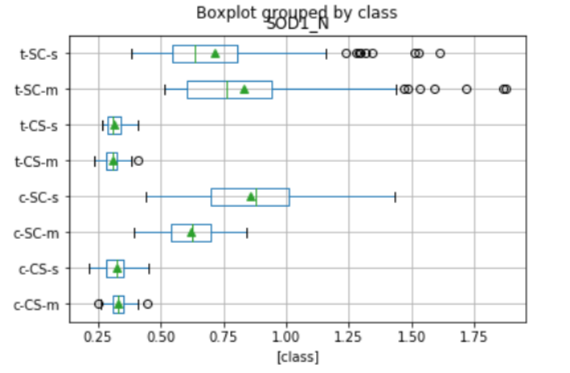 Boxplot grouped by class
SOD1_N
t-SC-s
t-SC-m
t-CS-s
t-CS-m
c-SC-s
c-SC-m
c-CS-s
c-CS-m
0.25 0.50 0.75 1.00 1.25 1.50 1.75
[class]